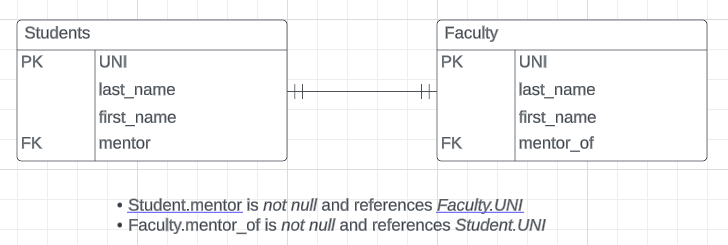 Students
PK UNI
last_name
first_name
FK mentor
Faculty
PK UNI
last_name
first_name
FK mentor_of
• Student.mentor is not null and references Faculty.UNI
• Faculty.mentor_of is not null and references Student.UNI